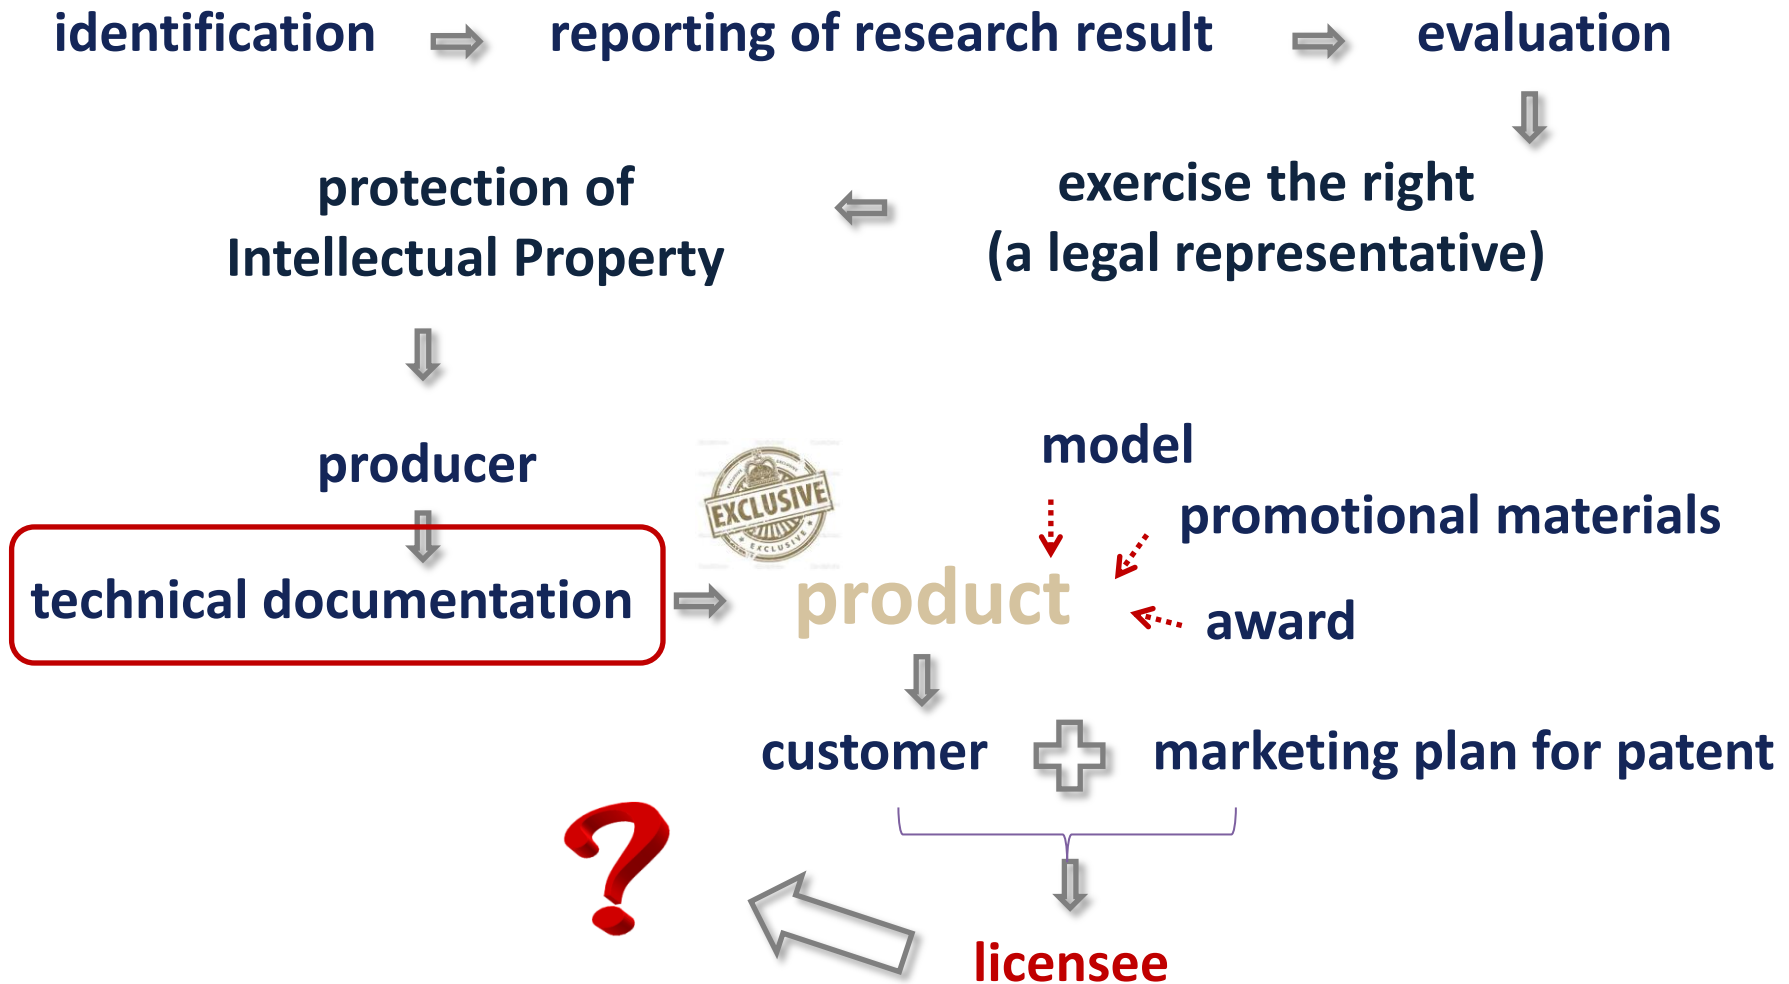 identification
reporting of research result
evaluation
protection of
Intellectual Property
exercise the right
(a legal representative)
producer
EXCLUSIVE
EXCLUSIVE
model
promotional materials
technical documentation
product
award
customer
marketing plan for patent
?
licensee